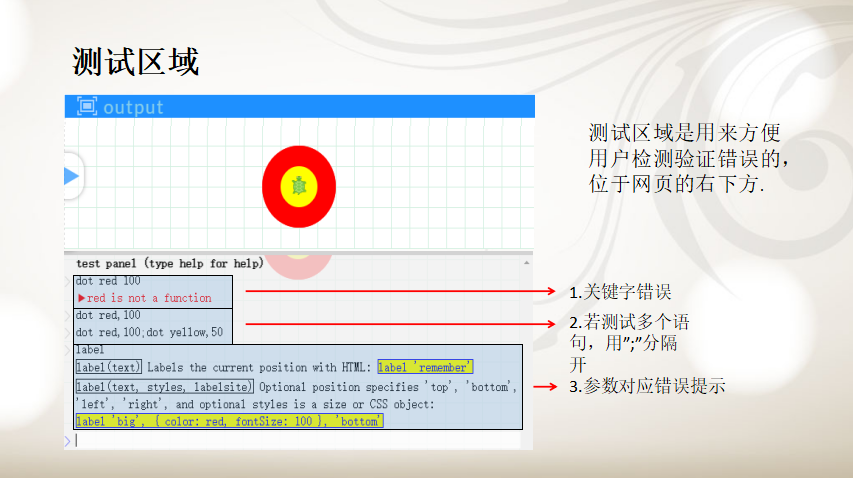 测试区域
output
测试区域是用来方便
用户检测验证错误的，
位于网页的右下方.
test panel (type help for help)
dot red 100
▶red is not a function
dot red,100
dot red,100;dot yellow,50
label
label(text) Labels the current position with HTML: label 'remember'
label(text, styles, labelsite) Optional position specifies 'top', 'bottom',
'left', 'right', and optional styles is a size or CSS object:
label 'big', { color: red, fontSize: 100 }, 'bottom'
1.关键字错误
2.若测试多个语
句，用”;”分隔
开
3.参数对应错误提示